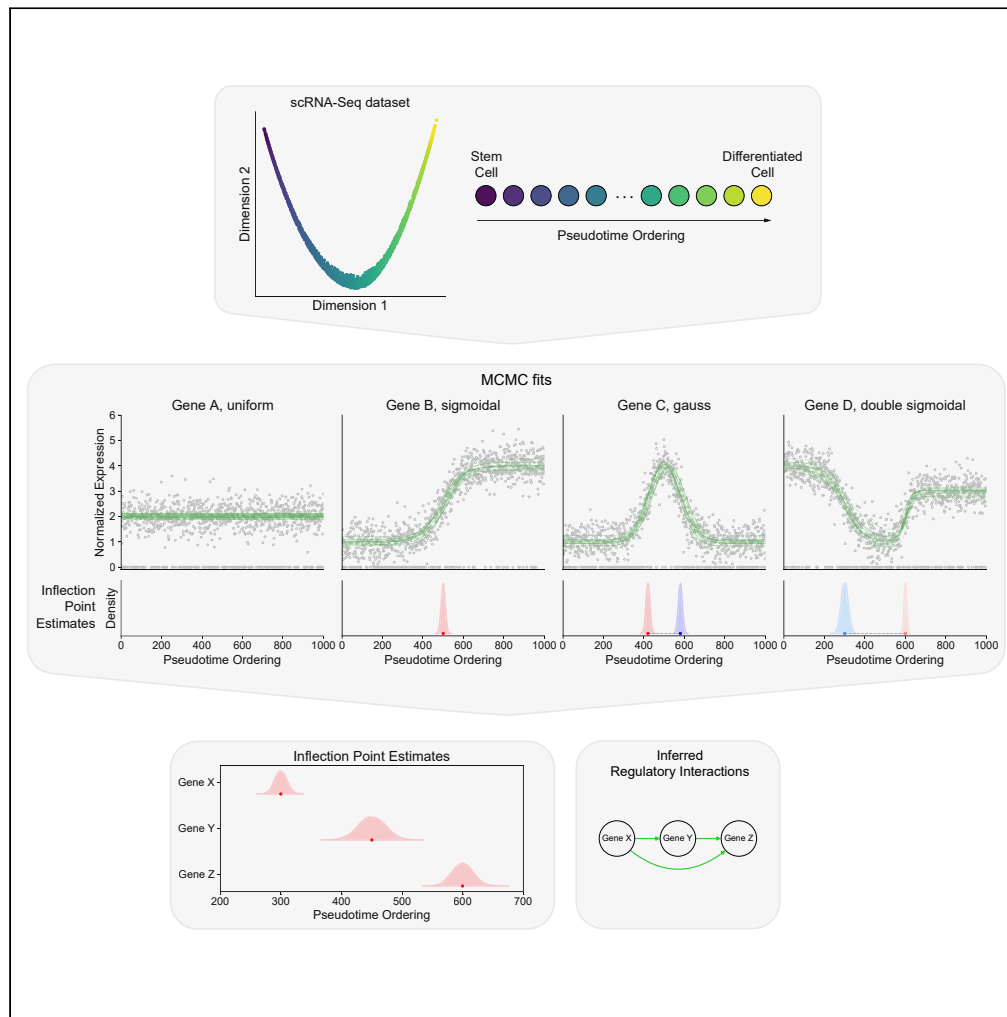 scRNA-Seq dataset
Dimension 2
Dimension 1
Stem
Cell
Differentiated
Cell
...
Pseudotime Ordering
MCMC fits
Gene A, uniform
Gene B, sigmoidal
Gene C, gauss
Gene D, double sigmoidal
Normalized Expression
6
5
4
3
2
1
0
Inflection
Point
Estimates
Density
0 200 400 600 800 1000
Pseudotime Ordering
0 200 400 600 800 1000
Pseudotime Ordering
0 200 400 600 800 1000
Pseudotime Ordering
0 200 400 600 800 1000
Pseudotime Ordering
Inflection Point Estimates
Gene X
Gene Y
Gene Z
200 300 400 500 600 700
Pseudotime Ordering
Inferred
Regulatory Interactions
Gene X Gene Y Gene Z